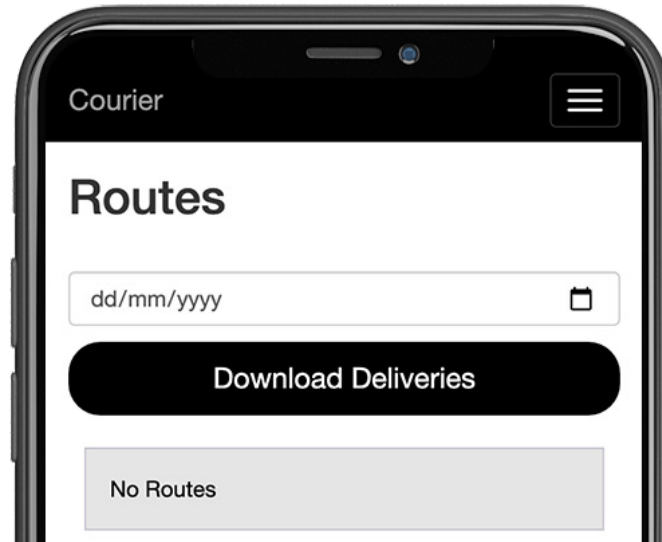 Courier
Routes
dd/mm/yyyy
Download Deliveries
No Routes